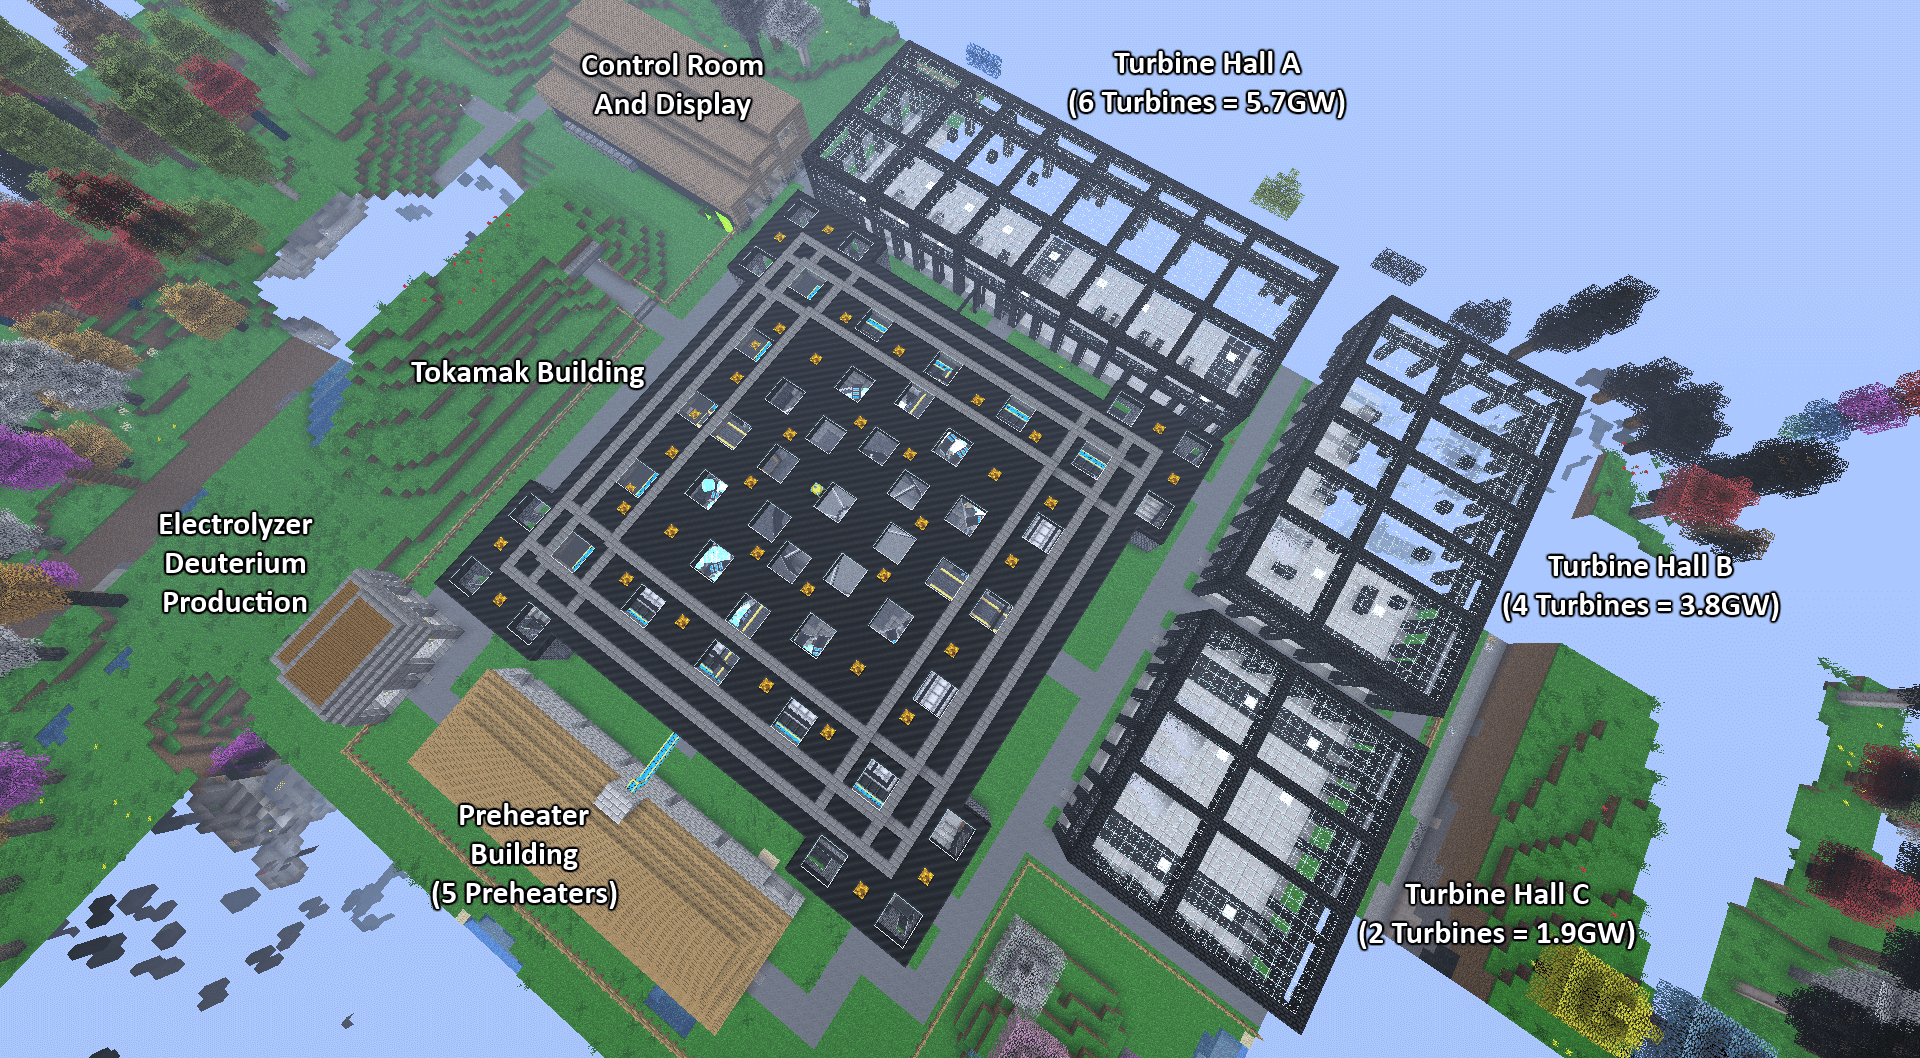 Control Room
And Display
Turbine Hall A
(6 Turbines = 5.7GW)
Tokamak Building
Electrolyzer
Deuterium
Production
Turbine Hall B
(4 Turbines = 3.8GW)
Preheater
Building
(5 Preheaters)
Turbine Hall C
(2 Turbines = 1.9GW)